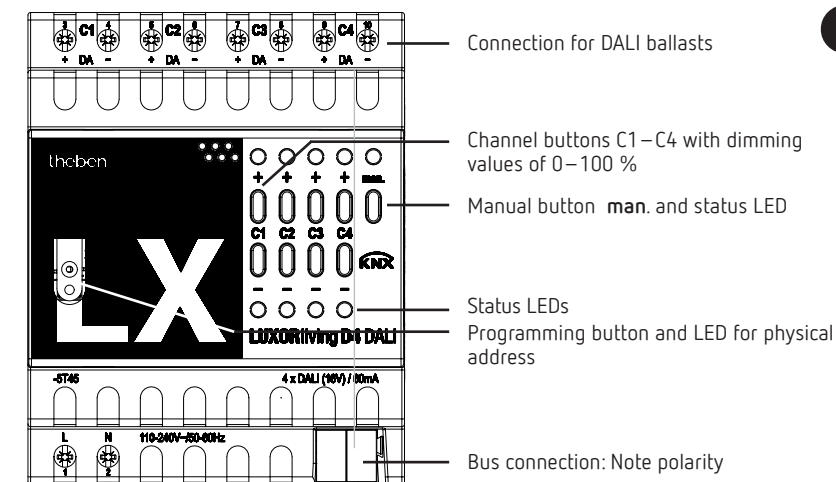 3 C1 4 5 C2 6 7 C3 8 9 C4 10
+ DA - + DA - + DA - + DA -
Connection for DALI ballasts
theben
Channel buttons C1–C4 with dimming
values of 0–100 %
+ + + + man.
Manual button man. and status LED
C1 C2 C3 C4
KNX
LX
– – – –
Status LEDs
LUXORliving D4 DALI
Programming button and LED for physical
address
-5T45 4 x DALI (16V) / 60mA
L N 110-240V~/50-60Hz
1 2
Bus connection: Note polarity